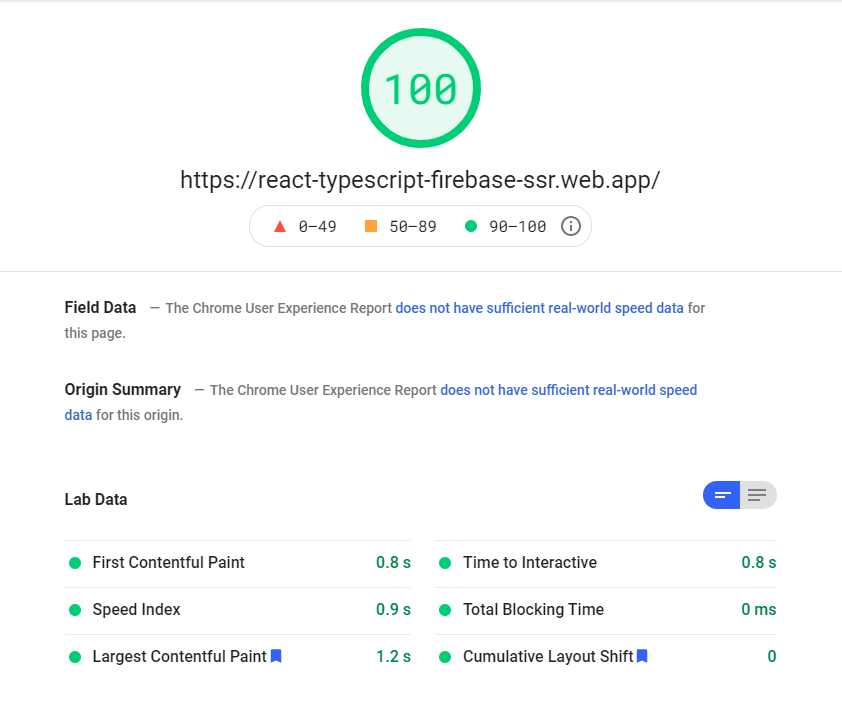 100
https://react-typescript-firebase-ssr.web.app/
0–49 50–89 90–100
Field Data — The Chrome User Experience Report does not have sufficient real-world speed data for
this page.
Origin Summary — The Chrome User Experience Report does not have sufficient real-world speed
data for this origin.
Lab Data
First Contentful Paint 0.8 s
Time to Interactive 0.8 s
Speed Index 0.9 s
Total Blocking Time 0 ms
Largest Contentful Paint 1.2 s
Cumulative Layout Shift 0